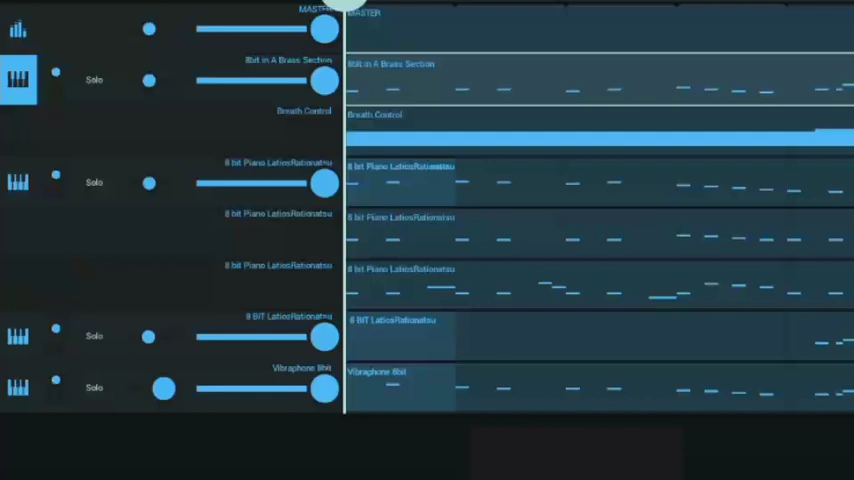 MASTER
MASTER
8bit in A Brass Section
8bit in A Brass Section
Solo
Breath Control
Breath Control
8 bit Piano LatiosRationatsu
8 bit Piano LatiosRationatsu
Solo
8 bit Piano LatiosRationatsu
8 bit Piano LatiosRationatsu
8 bit Piano LatiosRationatsu
8 bit Piano LatiosRationatsu
8 BIT LatiosRationatsu
8 BIT LatiosRationatsu
Solo
Vibraphone 8bit
Vibraphone 8bit
Solo